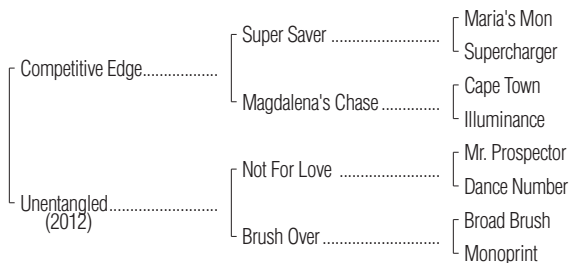 Maria's Mon
Super Saver ............................
Supercharger
Competitive Edge...................
Cape Town
Magdalena's Chase ...............
Illuminance
Mr. Prospector
Not For Love ..........................
Dance Number
Unentangled............................
(2012)
Broad Brush
Brush Over..............................
Monoprint